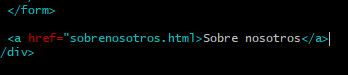 </form>
<a href="sobrenosotros.html>Sobre nosotros</a>
/div>